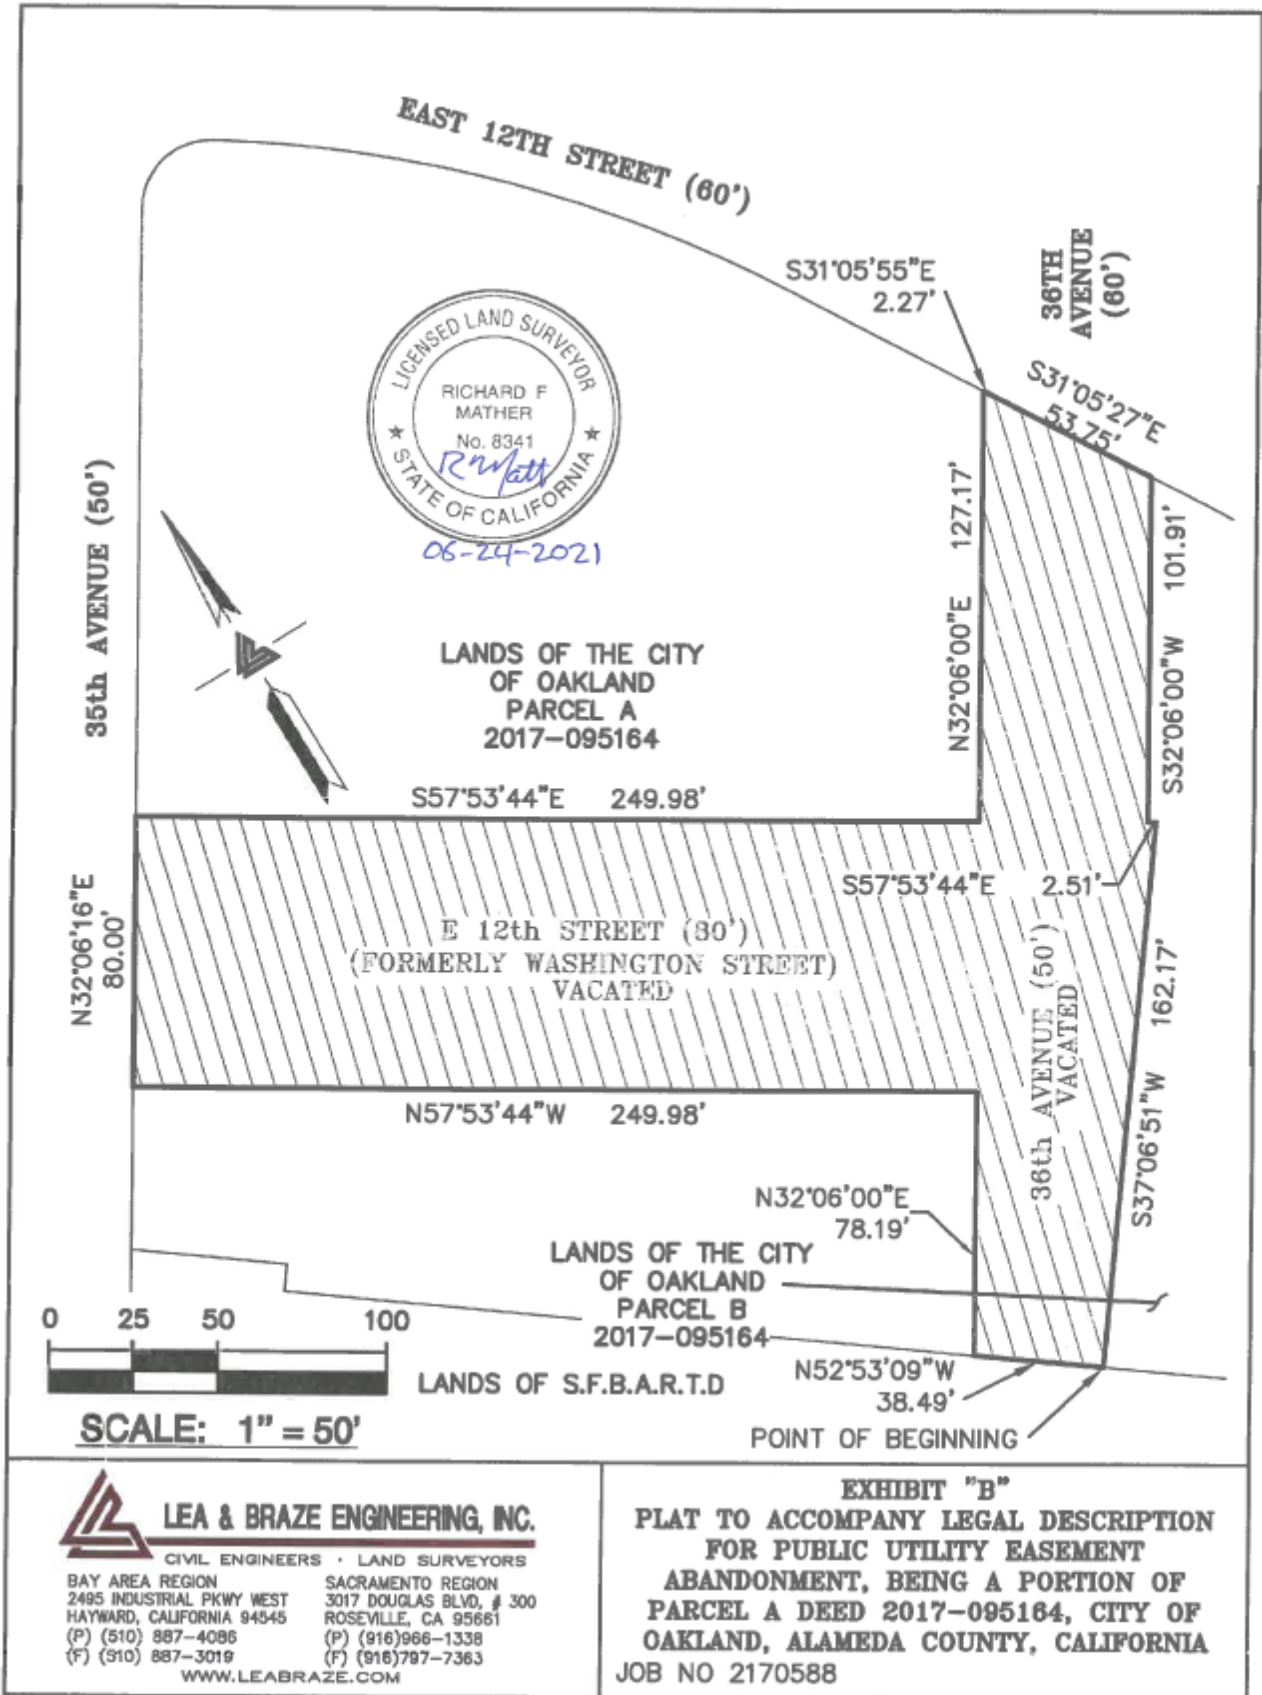 EAST 12TH STREET (60')
36TH
AVENUE
(60')
S31°05'55"E
2.27'
S31°05'27"E
53.75'
LICENSED LAND SURVEYOR
RICHARD F
MATHER
No. 8341
STATE OF CALIFORNIA
06-24-2021
35th AVENUE (50')
127.17'
N32°06'00"E
101.91'
S32°06'00"W
LANDS OF THE CITY
OF OAKLAND
PARCEL A
2017-095164
S57°53'44"E 249.98'
N32°06'16"E
80.00'
S57°53'44"E 2.51'
E 12th STREET (80')
(FORMERLY WASHINGTON STREET)
VACATED
36th AVENUE (50')
VACATED
162.17'
S37°06'51"W
N57°53'44"W 249.98'
N32°06'00"E
78.19'
LANDS OF THE CITY
OF OAKLAND
PARCEL B
2017-095164
0 25 50 100
LANDS OF S.F.B.A.R.T.D
SCALE: 1" = 50'
N52°53'09"W
38.49'
POINT OF BEGINNING
LEA & BRAZE ENGINEERING, INC.
CIVIL ENGINEERS · LAND SURVEYORS
BAY AREA REGION
2495 INDUSTRIAL PKWY WEST
HAYWARD, CALIFORNIA 94545
(P) (510) 887-4086
(F) (510) 887-3019
SACRAMENTO REGION
3017 DOUGLAS BLVD, # 300
ROSEVILLE, CA 95661
(P) (916)966-1338
(F) (916)797-7363
WWW.LEABRAZE.COM
EXHIBIT "B"
PLAT TO ACCOMPANY LEGAL DESCRIPTION
FOR PUBLIC UTILITY EASEMENT
ABANDONMENT, BEING A PORTION OF
PARCEL A DEED 2017-095164, CITY OF
OAKLAND, ALAMEDA COUNTY, CALIFORNIA
JOB NO 2170588